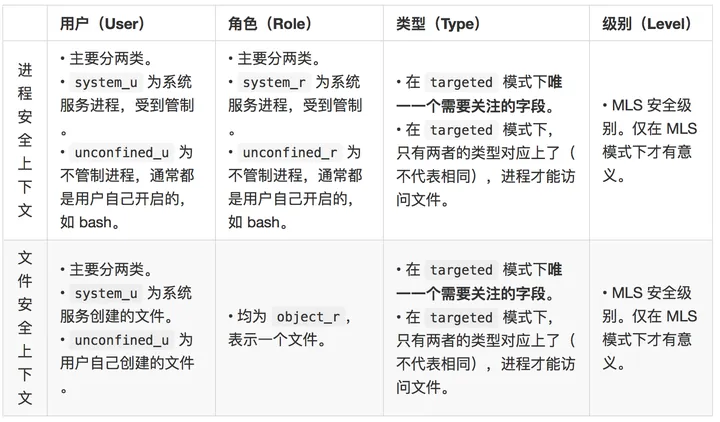 用户（User）
角色（Role）
类型（Type）
级别（Level）
进
程
安
全
上
下
文
• 主要分两类。
• system_u 为系统
服务进程，受到管制
。
• unconfined_u 为
不管制进程，通常都
是用户自己开启的，
如 bash。
• 主要分两类。
• system_r 为系统
服务进程，受到管制
。
• unconfined_r 为
不管制进程，通常都
是用户自己开启的，
如 bash。
• 在 targeted 模式下唯
一一个需要关注的字段。
• 在 targeted 模式下，
只有两者的类型对应上了（
不代表相同），进程才能访
问文件。
• MLS 安全级
别。仅在 MLS
模式下才有意
义。
文
件
安
全
上
下
文
• 主要分两类。
• system_u 为系统
服务创建的文件。
• unconfined_u 为
用户自己创建的文件
。
• 均为 object_r，
表示一个文件。
• 在 targeted 模式下唯
一一个需要关注的字段。
• 在 targeted 模式下，
只有两者的类型对应上了（
不代表相同），进程才能访
问文件。
• MLS 安全级
别。仅在 MLS
模式下才有意
义。